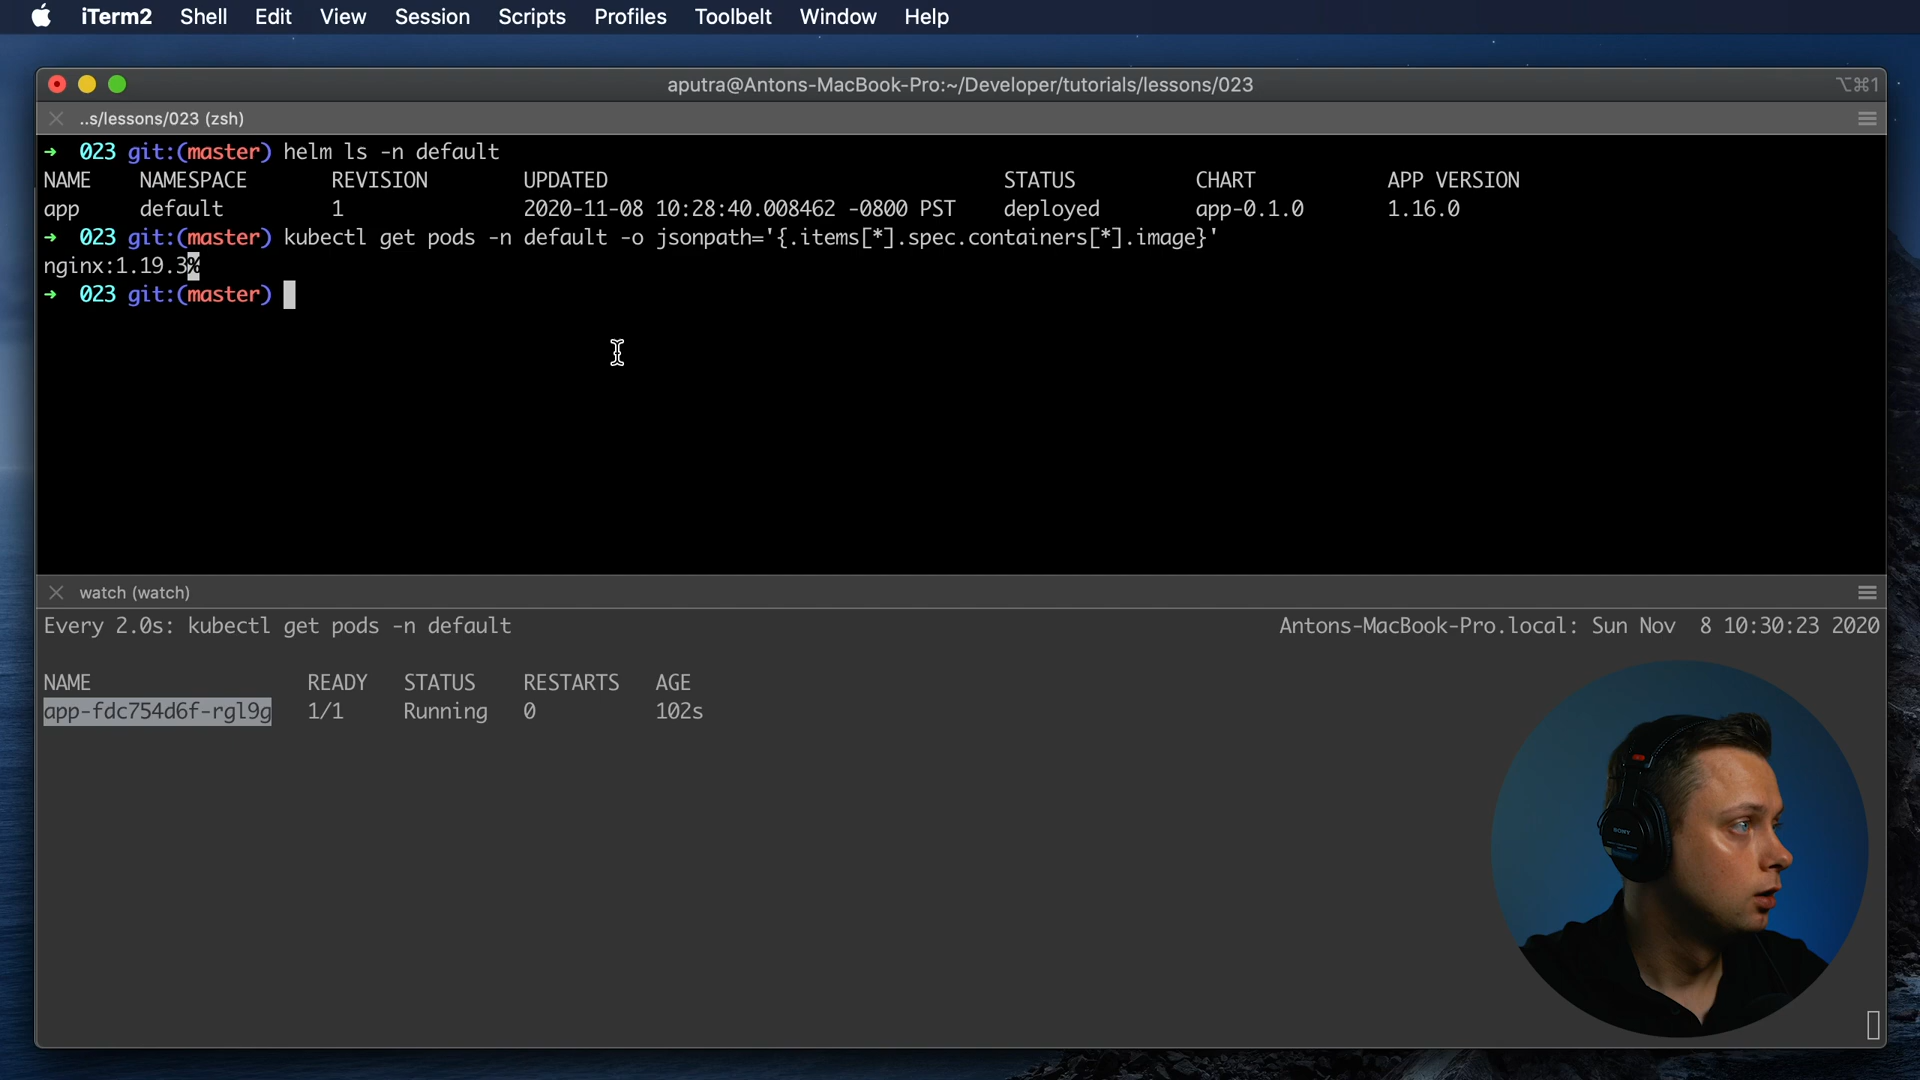 iTerm2 Shell Edit View Session Scripts Profiles Toolbelt Window Help
aputra@Antons-MacBook-Pro:~/Developer/tutorials/lessons/023 ⌥⌘1
..s/lessons/023 (zsh)
→ 023 git:(master) helm ls -n default
NAME NAMESPACE REVISION UPDATED STATUS CHART APP VERSION
app default 1 2020-11-08 10:28:40.008462 -0800 PST deployed app-0.1.0 1.16.0
→ 023 git:(master) kubectl get pods -n default -o jsonpath='{.items[*].spec.containers[*].image}'
nginx:1.19.3%
→ 023 git:(master)
watch (watch)
Every 2.0s: kubectl get pods -n default Antons-MacBook-Pro.local: Sun Nov 8 10:30:23 2020
NAME READY STATUS RESTARTS AGE
app-fdc754d6f-rgl9g 1/1 Running 0 102s
SONY